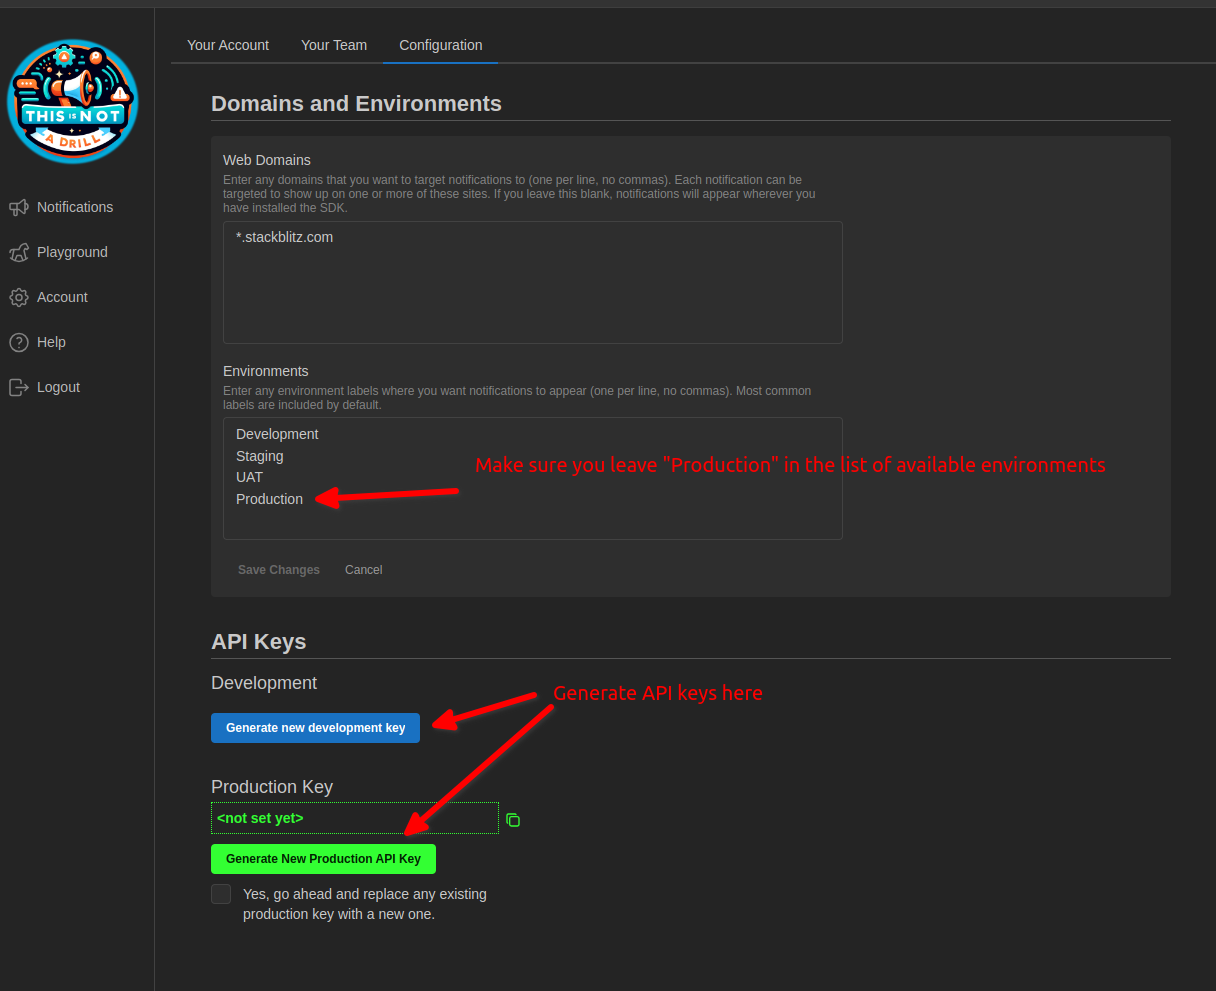 Your Account Your Team Configuration
THIS IS NOT
A DRILL
Notifications
Playground
Account
Help
Logout
Domains and Environments
Web Domains
Enter any domains that you want to target notifications to (one per line, no commas). Each notification can be
targeted to show up on one or more of these sites. If you leave this blank, notifications will appear wherever you
have installed the SDK.
*.stackblitz.com
Environments
Enter any environment labels where you want notifications to appear (one per line, no commas). Most common
labels are included by default.
Development
Staging
UAT
Production
Make sure you leave "Production" in the list of available environments
Save Changes Cancel
API Keys
Development
Generate new development key
Generate API keys here
Production Key
<not set yet>
Generate New Production API Key
Yes, go ahead and replace any existing
production key with a new one.